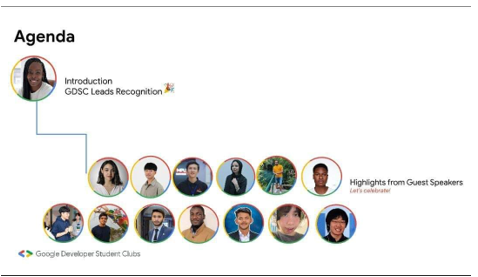 Agenda
Introduction
GDSC Leads Recognition
Highlights from Guest Speakers
Let's celebrate!
Google Developer Student Clubs